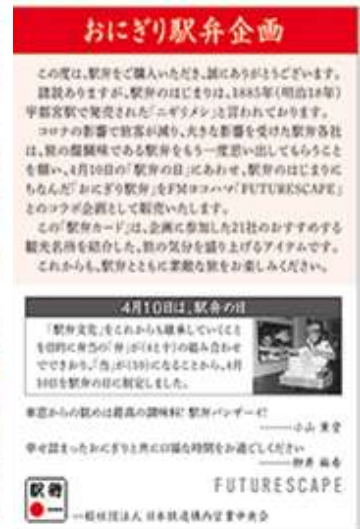 おにぎり駅弁企画
この度は、駅弁をご購入いただき、誠にありがとうございます。
諸説ありますが、駅弁のはじまりは、1885年(明治18年)
宇都宮駅で発売された「ニギリメシ」と言われております。
コロナの影響で旅客が減り、大きな影響を受けた駅弁各社
は、旅の醍醐味である駅弁をもう一度思い出してもらうこと
を願い、4月10日の「駅弁の日」にあわせ、駅弁のはじまりに
ちなんだ「おにぎり駅弁」をFMヨコハマ「FUTURESCAPE」
とのコラボ企画として販売いたします。
この「駅弁カード」は、企画に参加した21社のおすすめする
観光名所を紹介した、旅の気分を盛り上げるアイテムです。
これからも、駅弁とともに素敵な旅をお楽しみください。
4月10日は、駅弁の日
「駅弁文化」をこれからも継承していくこと
を目的に弁当の「弁」が(4と十)の組み合わせ
でできおり、「当」が(10)になることから、4月
10日を駅弁の日に制定しました。
車窓からの眺めは最高の調味料! 駅弁バンザーイ!
小山 薫堂
幸せ詰まったおにぎりと共に口福な時間をお過ごしください
柳井 麻希
FUTURESCAPE
駅弁
一般社団法人 日本鉄道構内営業中央会